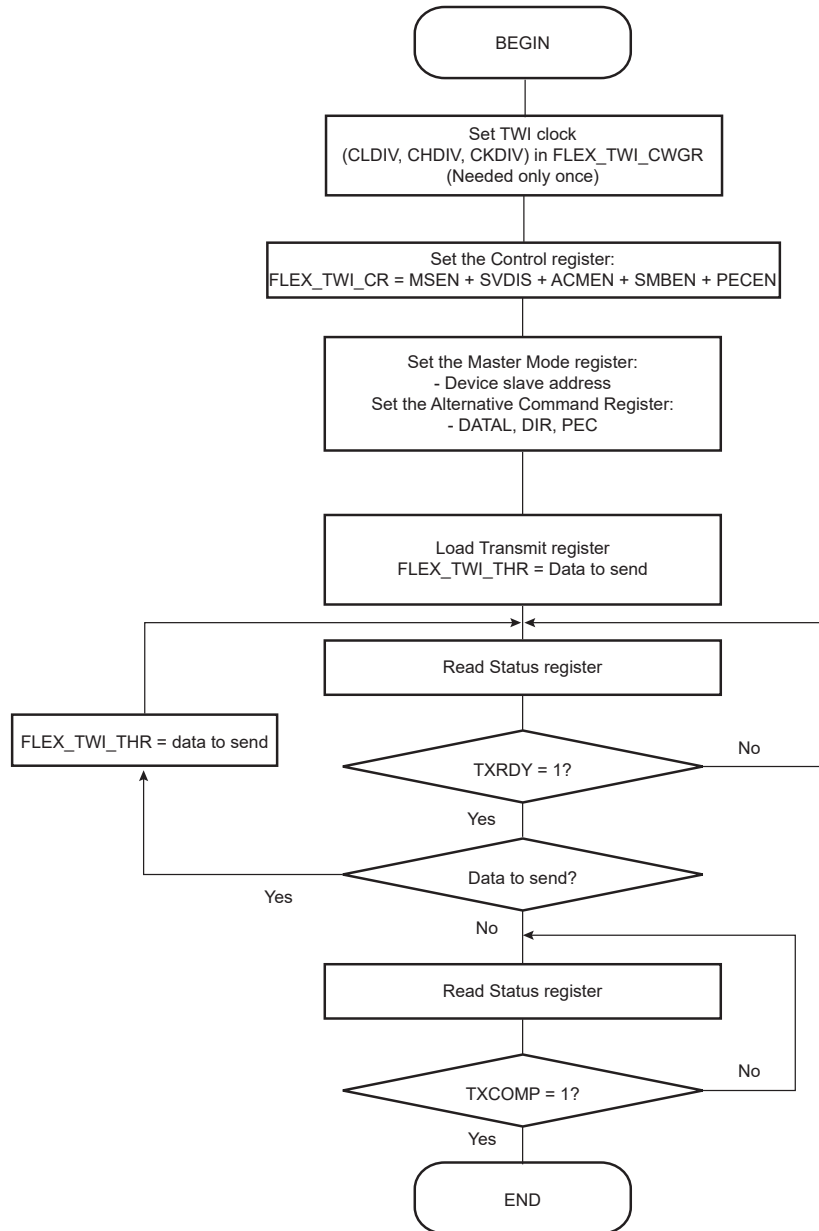 BEGIN
Set TWI clock
(CLDIV, CHDIV, CKDIV) in FLEX_TWI_CWGR
(Needed only once)
Set the Control register:
FLEX_TWI_CR = MSEN + SVDIS + ACMEN + SMBEN + PECEN
Set the Master Mode register:
- Device slave address
Set the Alternative Command Register:
- DATAL, DIR, PEC
Load Transmit register
FLEX_TWI_THR = Data to send
Read Status register
FLEX_TWI_THR = data to send
TXRDY = 1?
No
Yes
Data to send?
Yes
No
Read Status register
TXCOMP = 1?
No
Yes
END